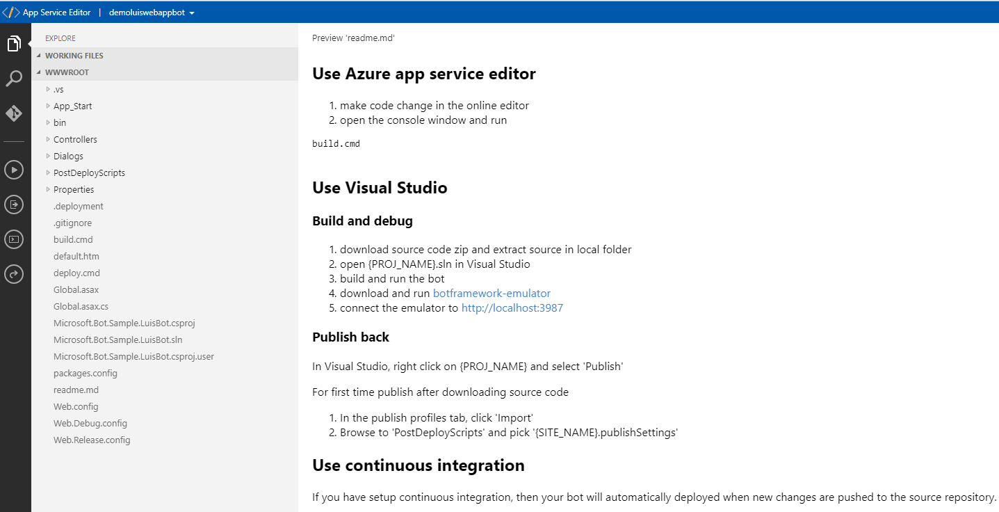 App Service Editor | demoluiswebappbot
EXPLORE
WORKING FILES
WWWROOT
.vs
App_Start
bin
Controllers
Dialogs
PostDeployScripts
Properties
.deployment
.gitignore
build.cmd
default.htm
deploy.cmd
Global.asax
Global.asax.cs
Microsoft.Bot.Sample.LuisBot.csproj
Microsoft.Bot.Sample.LuisBot.sln
Microsoft.Bot.Sample.LuisBot.csproj.user
packages.config
readme.md
Web.config
Web.Debug.config
Web.Release.config
Preview 'readme.md'
Use Azure app service editor
1. make code change in the online editor
2. open the console window and run
build.cmd
Use Visual Studio
Build and debug
1. download source code zip and extract source in local folder
2. open {PROJ_NAME}.sln in Visual Studio
3. build and run the bot
4. download and run botframework-emulator
5. connect the emulator to http://localhost:3987
Publish back
In Visual Studio, right click on {PROJ_NAME} and select 'Publish'
For first time publish after downloading source code
1. In the publish profiles tab, click 'Import'
2. Browse to 'PostDeployScripts' and pick '{SITE_NAME}.publishSettings'
Use continuous integration
If you have setup continuous integration, then your bot will automatically deployed when new changes are pushed to the source repository.